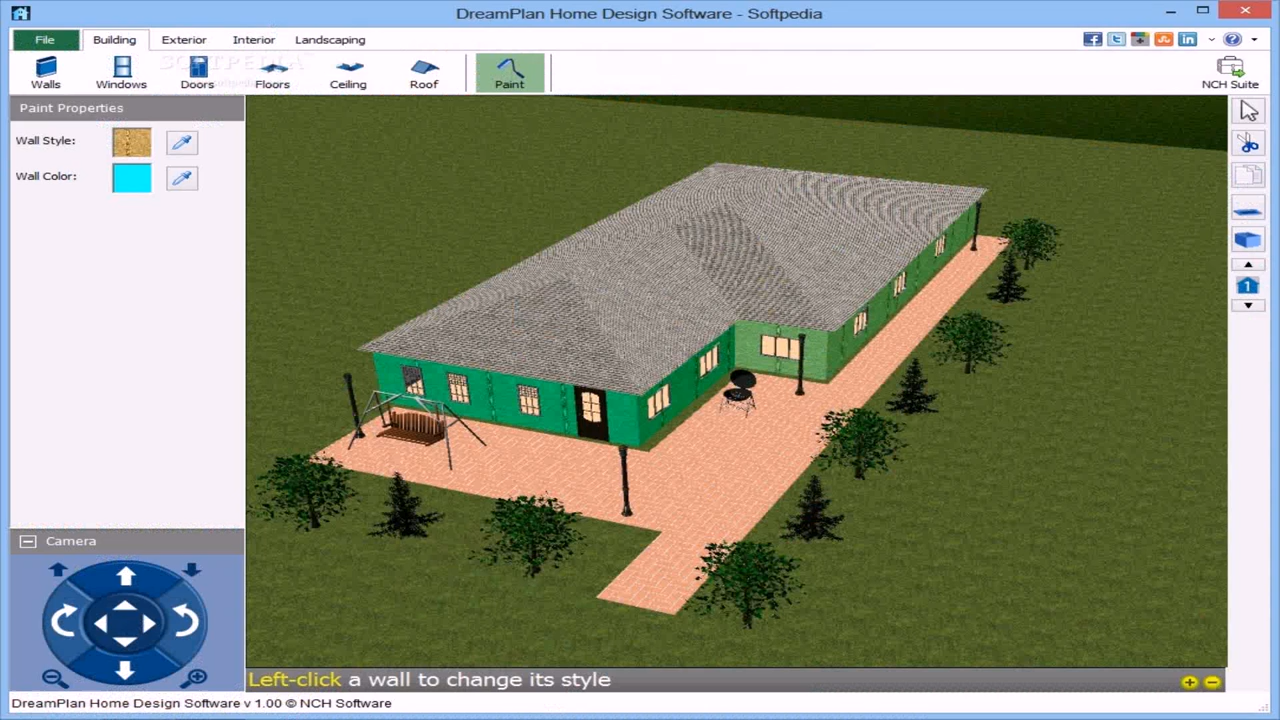 DreamPlan Home Design Software - Softpedia
File Building Exterior Interior Landscaping
SOFTPEDIA
Walls Windows Doors Floors Ceiling Roof Paint NCH Suite
Paint Properties
Wall Style:
Wall Color:
1
Camera
Left-click a wall to change its style
DreamPlan Home Design Software v 1.00 © NCH Software